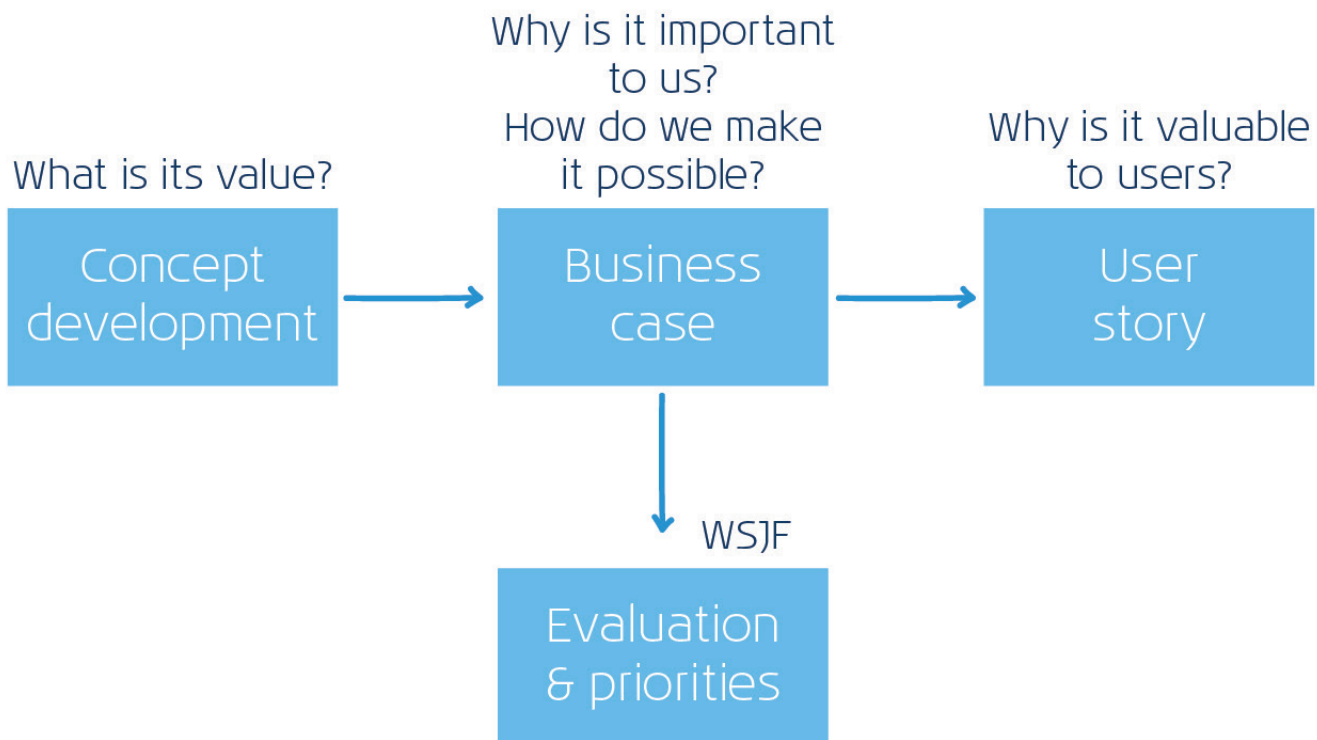 What is its value?
Concept
development
Why is it important
to us?
How do we make
it possible?
Business
case
Why is it valuable
to users?
User
story
WSJF
Evaluation
& priorities